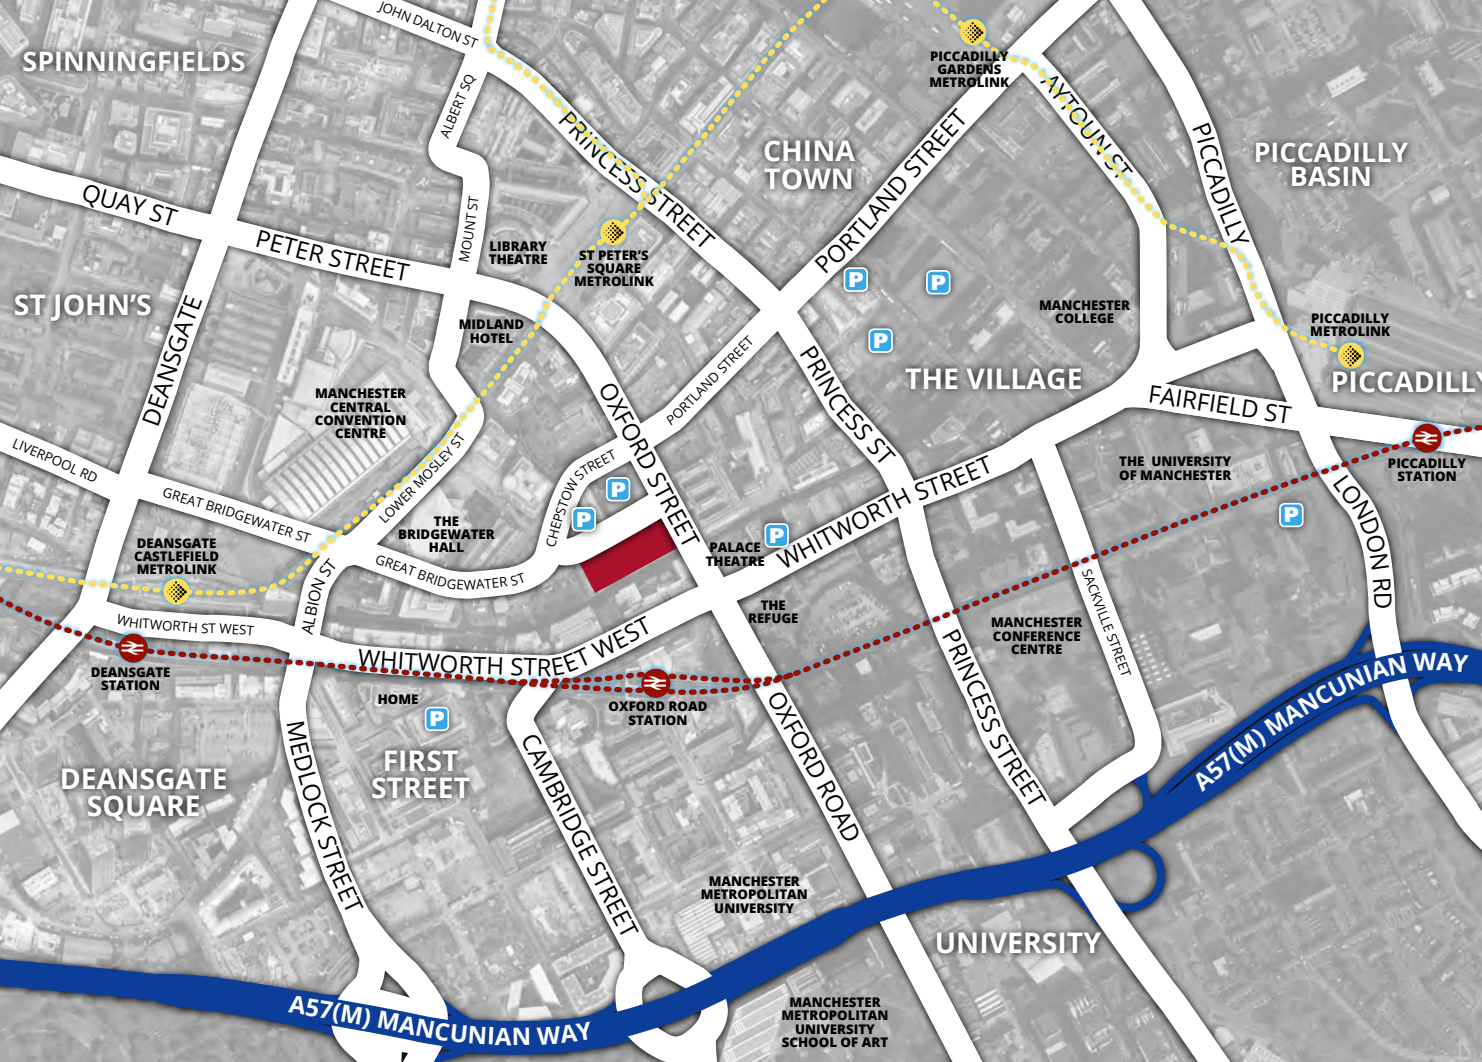 JOHN DALTON ST
SPINNINGFIELDS
ALBERT SQ
PICCADILLY
GARDENS
METROLINK
AYTOUN ST
PICCADILLY
PICCADILLY
BASIN
PRINCESS STREET
CHINA
TOWN
PORTLAND STREET
QUAY ST
PETER STREET
MOUNT ST
LIBRARY
THEATRE
ST PETER'S
SQUARE
METROLINK
P
P
P
ST JOHN'S
DEANSGATE
MIDLAND
HOTEL
MANCHESTER
COLLEGE
PICCADILLY
METROLINK
PICCADILLY
PORTLAND STREET
PRINCESS ST
THE VILLAGE
FAIRFIELD ST
MANCHESTER
CENTRAL
CONVENTION
CENTRE
OXFORD STREET
LIVERPOOL RD
GREAT BRIDGEWATER ST
LOWER MOSLEY ST
CHEPSTOW STREET
P
P
P
WHITWORTH STREET
THE UNIVERSITY
OF MANCHESTER
PICCADILLY
STATION
P
LONDON RD
THE
BRIDGEWATER
HALL
GREAT BRIDGEWATER ST
PALACE
THEATRE
DEANSGATE
CASTLEFIELD
METROLINK
ALBION ST
WHITWORTH ST WEST
WHITWORTH STREET WEST
THE
REFUGE
SACKVILLE STREET
MANCHESTER
CONFERENCE
CENTRE
DEANSGATE
STATION
HOME
P
OXFORD ROAD
STATION
PRINCESS STREET
A57(M) MANCUNIAN WAY
FIRST
STREET
DEANSGATE
SQUARE
MEDLOCK STREET
CAMBRIDGE STREET
OXFORD ROAD
MANCHESTER
METROPOLITAN
UNIVERSITY
UNIVERSITY
A57(M) MANCUNIAN WAY
MANCHESTER
METROPOLITAN
UNIVERSITY
SCHOOL OF ART